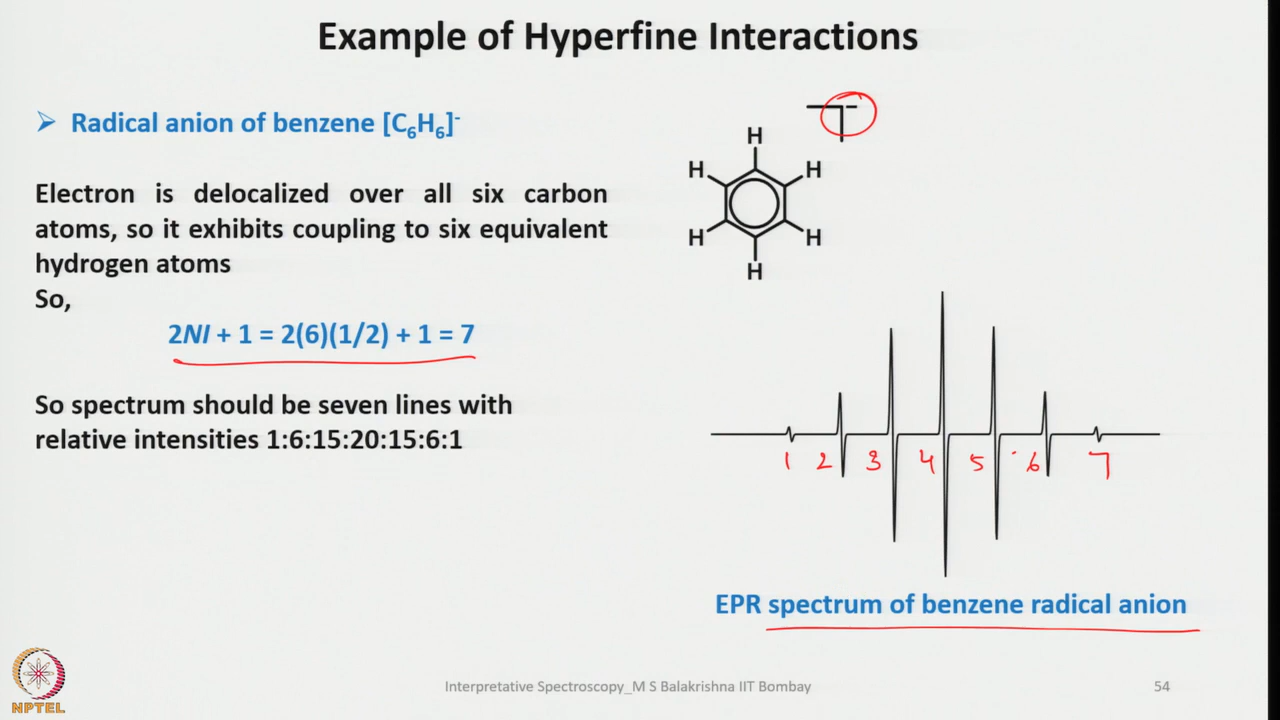 Example of Hyperfine Interactions
➢ Radical anion of benzene [C₆H₆]⁻
Electron is delocalized over all six carbon
atoms, so it exhibits coupling to six equivalent
hydrogen atoms
So,
2NI + 1 = 2(6)(1/2) + 1 = 7
So spectrum should be seven lines with
relative intensities 1:6:15:20:15:6:1
H
H H
H H
H
1 2 3 4 5 6 7
EPR spectrum of benzene radical anion
NPTEL
Interpretative Spectroscopy_M S Balakrishna IIT Bombay
54